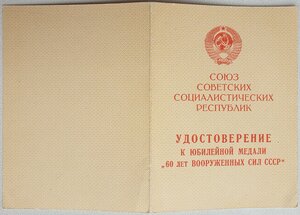 СОЮЗ
СОВЕТСКИХ
СОЦИАЛИСТИЧЕСКИХ
РЕСПУБЛИК
УДОСТОВЕРЕНИЕ
К ЮБИЛЕЙНОЙ МЕДАЛИ
„60 ЛЕТ ВООРУЖЕННЫХ СИЛ СССР“